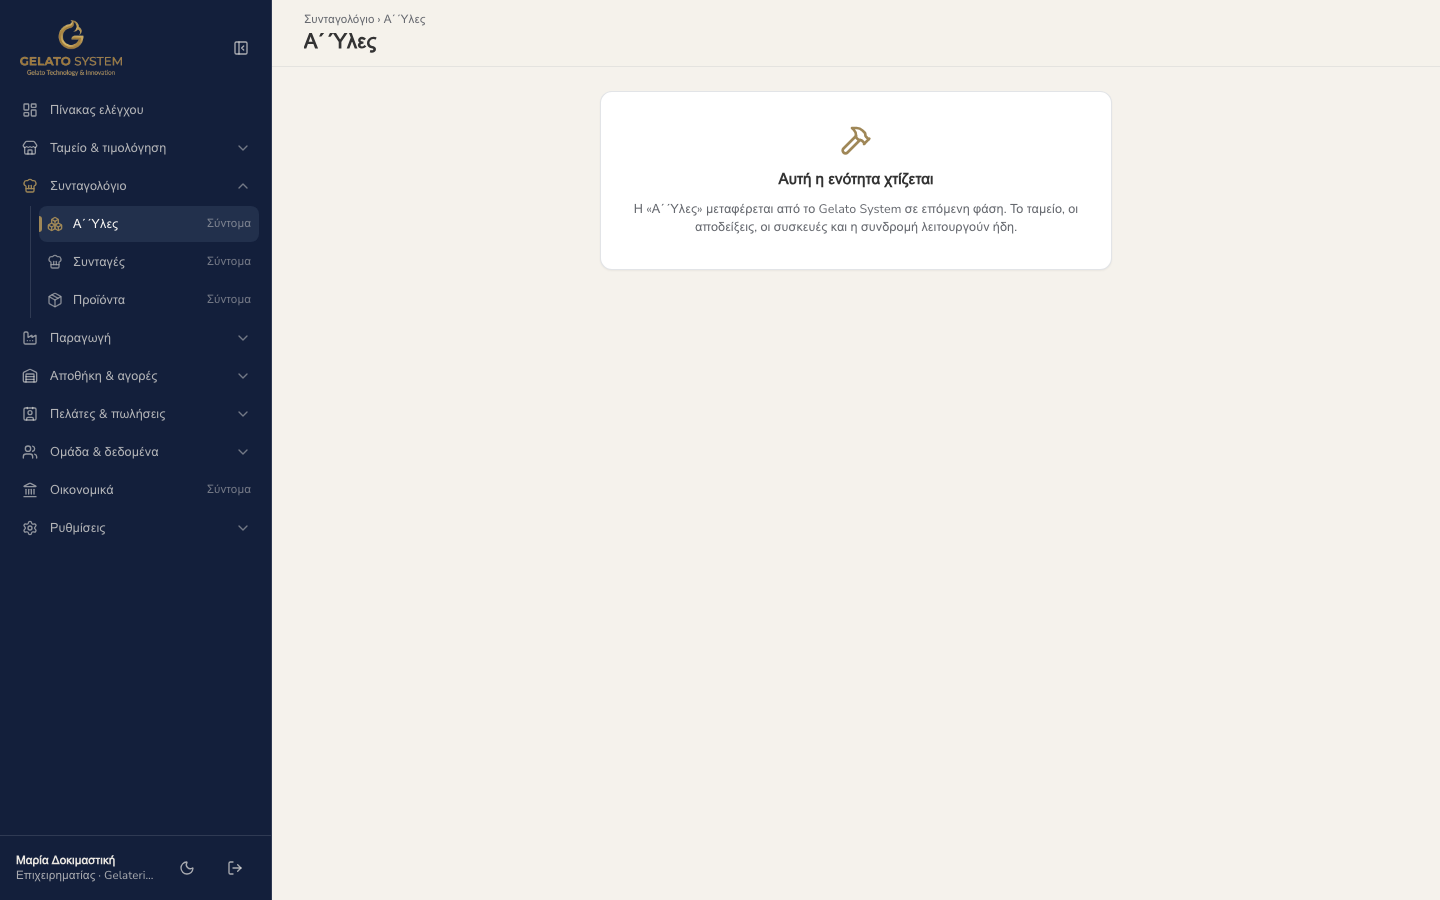 GELATO SYSTEM
Gelato Technology & Innovation
Πίνακας ελέγχου
Ταμείο & τιμολόγηση
Συνταγολόγιο
Α΄ Ύλες Σύντομα
Συνταγές Σύντομα
Προϊόντα Σύντομα
Παραγωγή
Αποθήκη & αγορές
Πελάτες & πωλήσεις
Ομάδα & δεδομένα
Οικονομικά Σύντομα
Ρυθμίσεις
Μαρία Δοκιμαστική
Επιχειρηματίας · Gelateri...
Συνταγολόγιο › Α΄ Ύλες
Α΄ Ύλες
Αυτή η ενότητα χτίζεται
Η «Α΄ Ύλες» μεταφέρεται από το Gelato System σε επόμενη φάση. Το ταμείο, οι
αποδείξεις, οι συσκευές και η συνδρομή λειτουργούν ήδη.